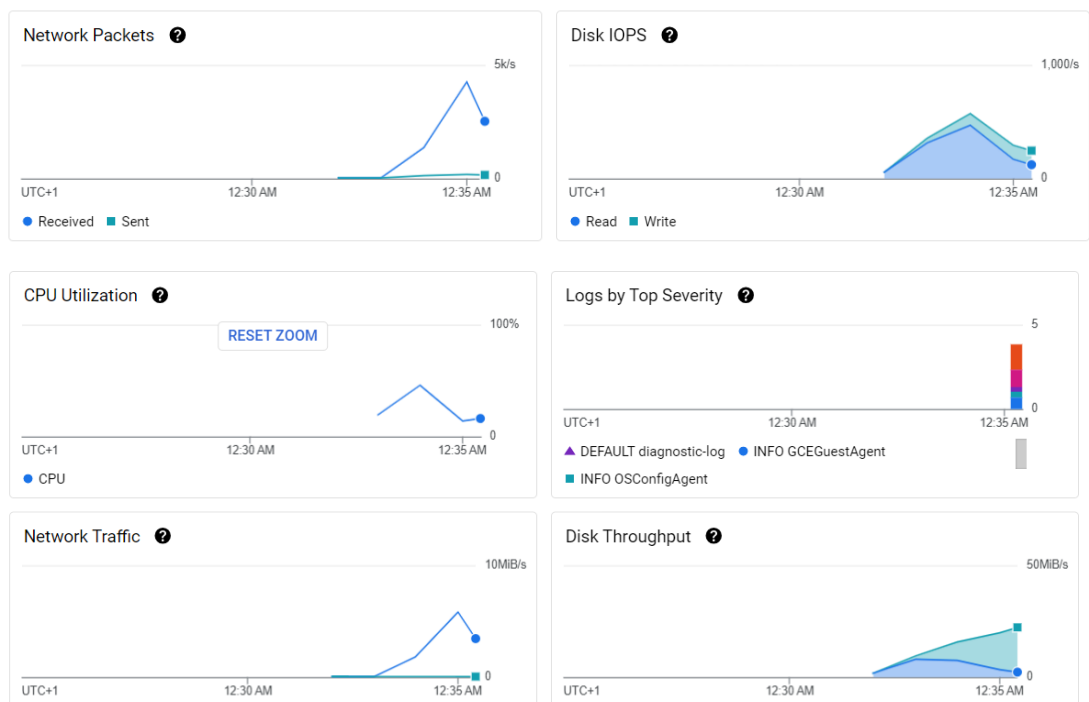 Network Packets ?
5k/s
0
UTC+1 12:30 AM 12:35 AM
Received Sent
Disk IOPS ?
1,000/s
0
UTC+1 12:30 AM 12:35 AM
Read Write
CPU Utilization ?
100%
RESET ZOOM
0
UTC+1 12:30 AM 12:35 AM
CPU
Logs by Top Severity ?
5
0
UTC+1 12:30 AM 12:35 AM
DEFAULT diagnostic-log INFO GCEGuestAgent
INFO OSConfigAgent
Network Traffic ?
10MiB/s
0
UTC+1 12:30 AM 12:35 AM
Disk Throughput ?
50MiB/s
0
UTC+1 12:30 AM 12:35 AM